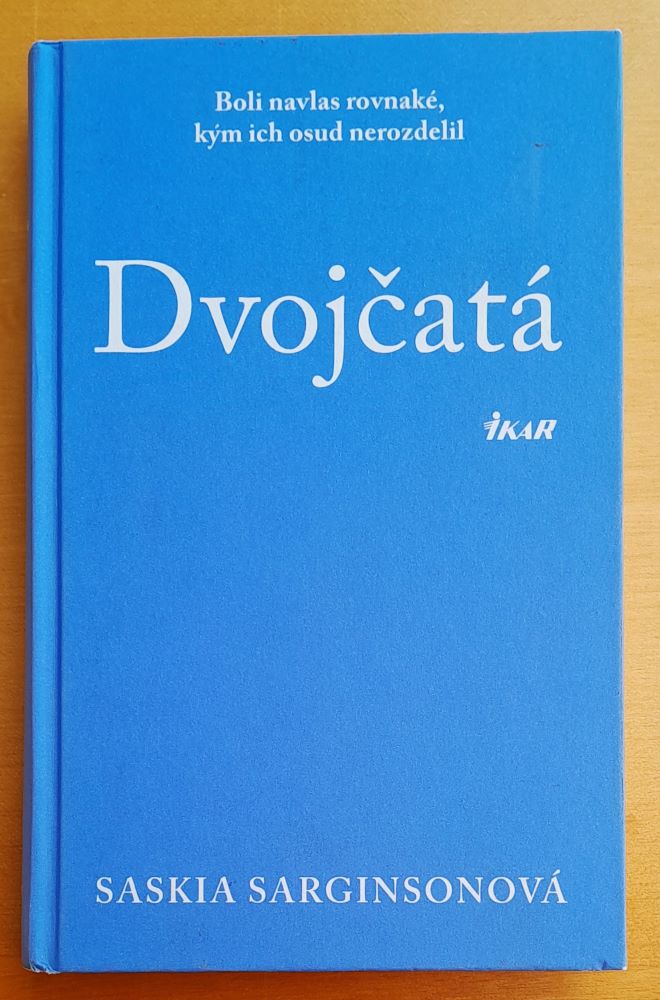 Boli navlas rovnaké,
kým ich osud nerozdelil
Dvojčatá
IKAR
SASKIA SARGINSONOVÁ